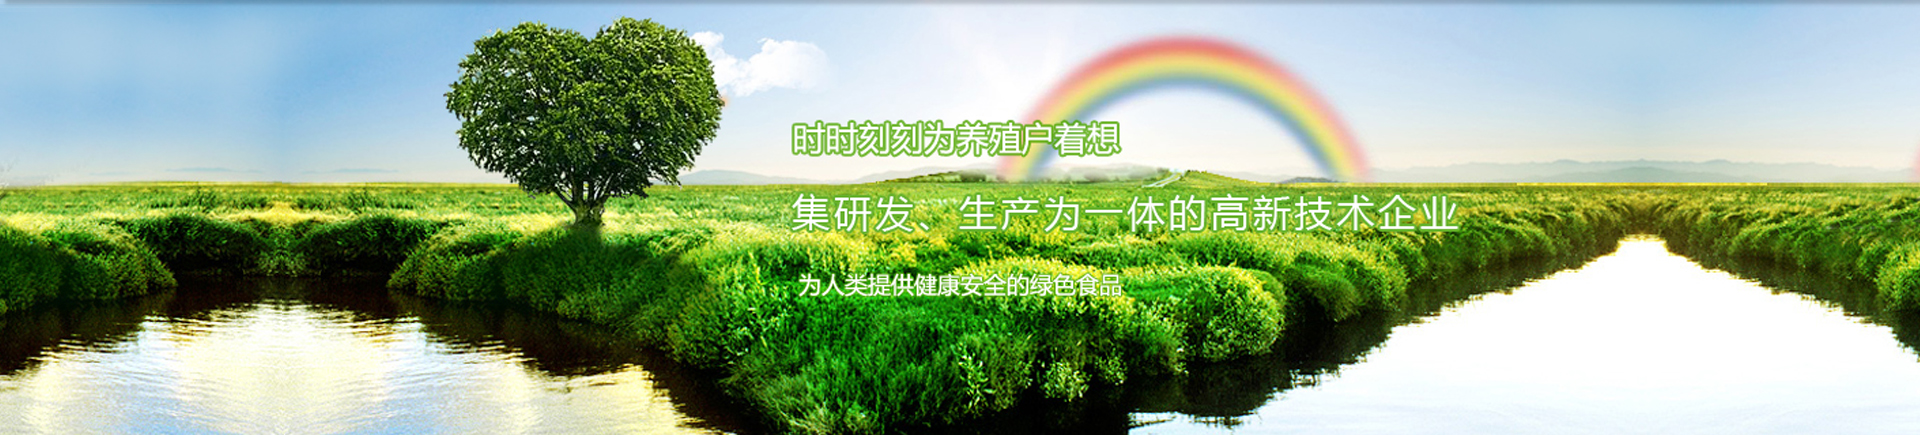 时时刻刻为养殖户着想
集研发、生产为一体的高新技术企业
为人类提供健康安全的绿色食品